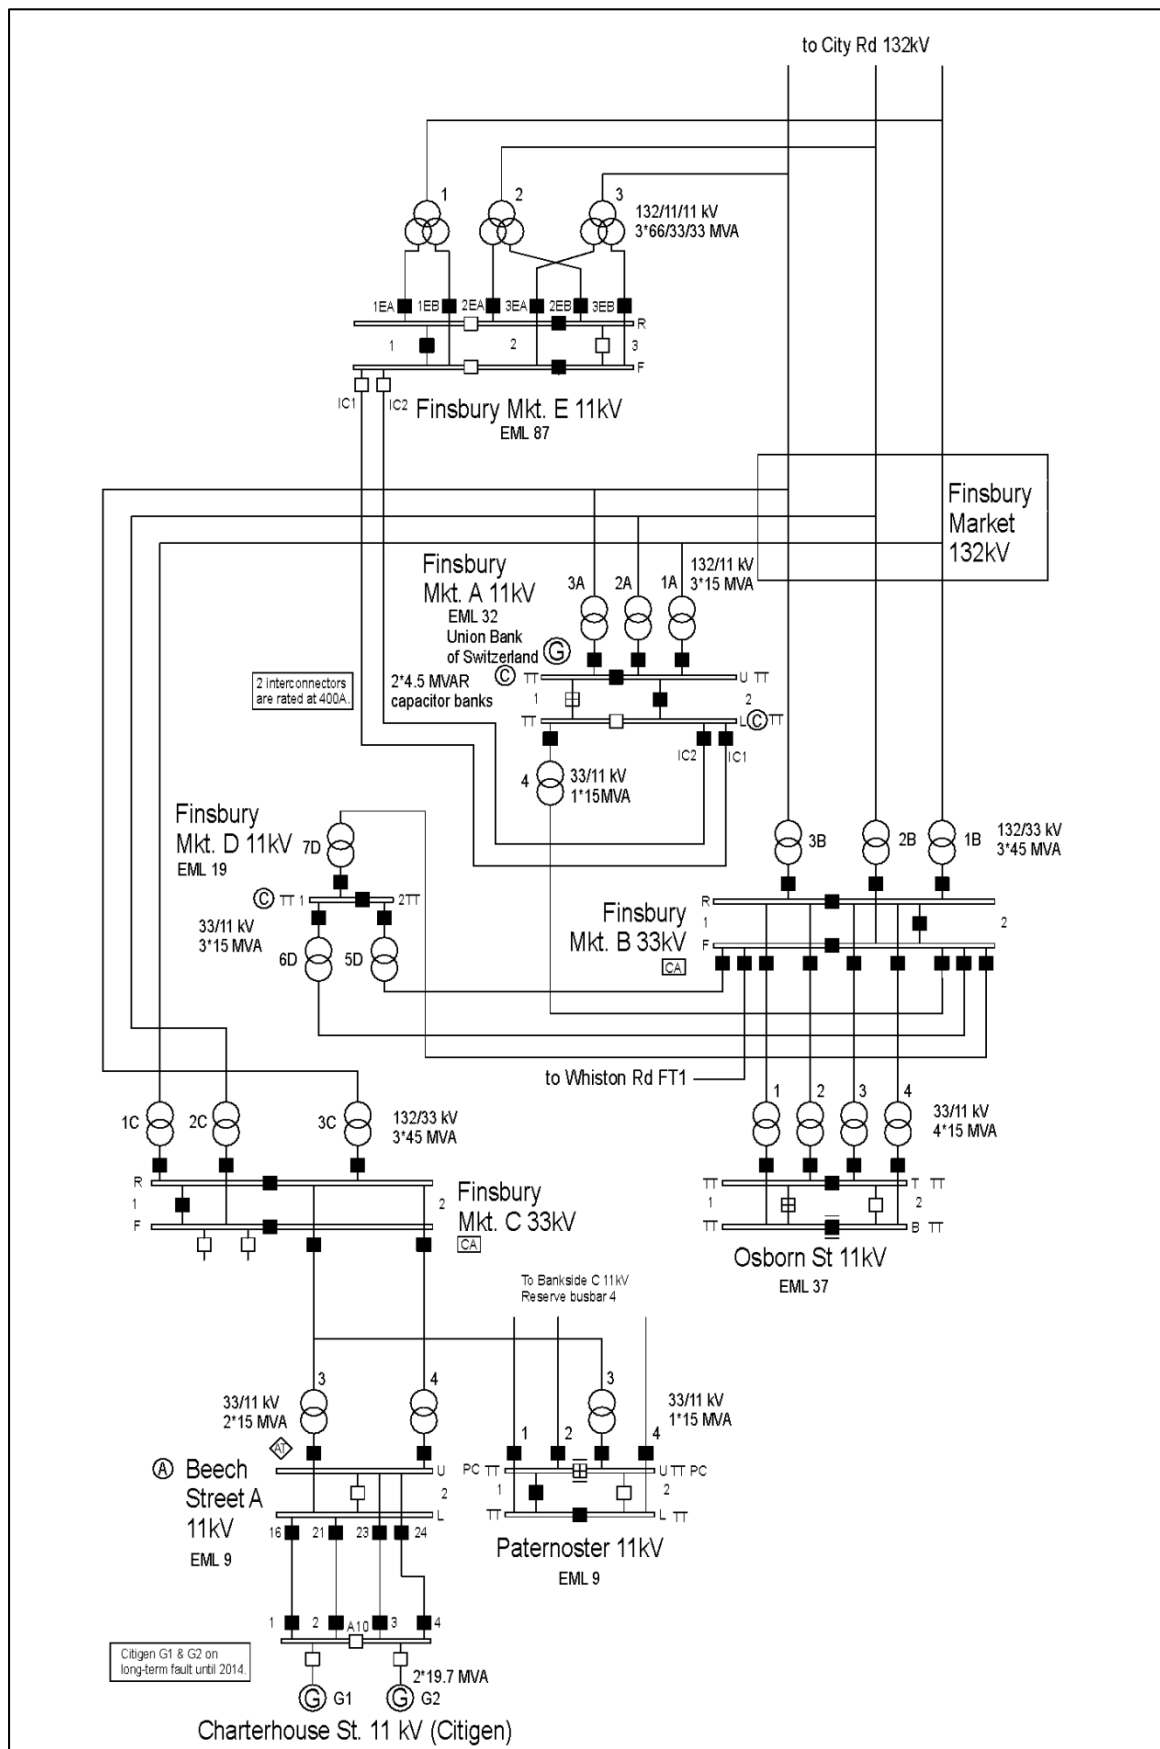 to City Rd 132kV
1
2
3
132/11/11 kV
3*66/33/33 MVA
1EA
1EB
2EA
3EA
2EB
3EB
R
1
2
3
F
IC1
IC2
Finsbury Mkt. E 11kV
EML 87
Finsbury
Market
132kV
Finsbury
Mkt. A 11kV
EML 32
Union Bank
of Switzerland
G
3A
2A
1A
132/11 kV
3*15 MVA
C
TT
U TT
2 interconnectors
are rated at 400A.
2*4.5 MVAR
capacitor banks
1
2
TT
L
C
TT
IC2
IC1
4
33/11 kV
1*15MVA
Finsbury
Mkt. D 11kV
EML 19
7D
C
TT 1
2TT
33/11 kV
3*15 MVA
6D
5D
3B
2B
1B
132/33 kV
3*45 MVA
R
1
2
Finsbury
Mkt. B 33kV
F
CA
to Whiston Rd FT1
1
2
3
4
33/11 kV
4*15 MVA
TT
T TT
1
2
TT
B TT
Osborn St 11kV
EML 37
1C
2C
3C
132/33 kV
3*45 MVA
R
1
2
F
Finsbury
Mkt. C 33kV
CA
To Bankside C 11kV
Reserve busbar 4
3
4
33/11 kV
2*15 MVA
AT
3
33/11 kV
1*15 MVA
1
2
4
PC TT
U TT PC
1
2
TT
L TT
Paternoster 11kV
EML 9
A
Beech
Street A
11kV
EML 9
U
2
L
16
21
23
24
1
2
A10
3
4
Citigen G1 & G2 on
long-term fault until 2014.
2*19.7 MVA
G
G1
G
G2
Charterhouse St. 11 kV (Citigen)